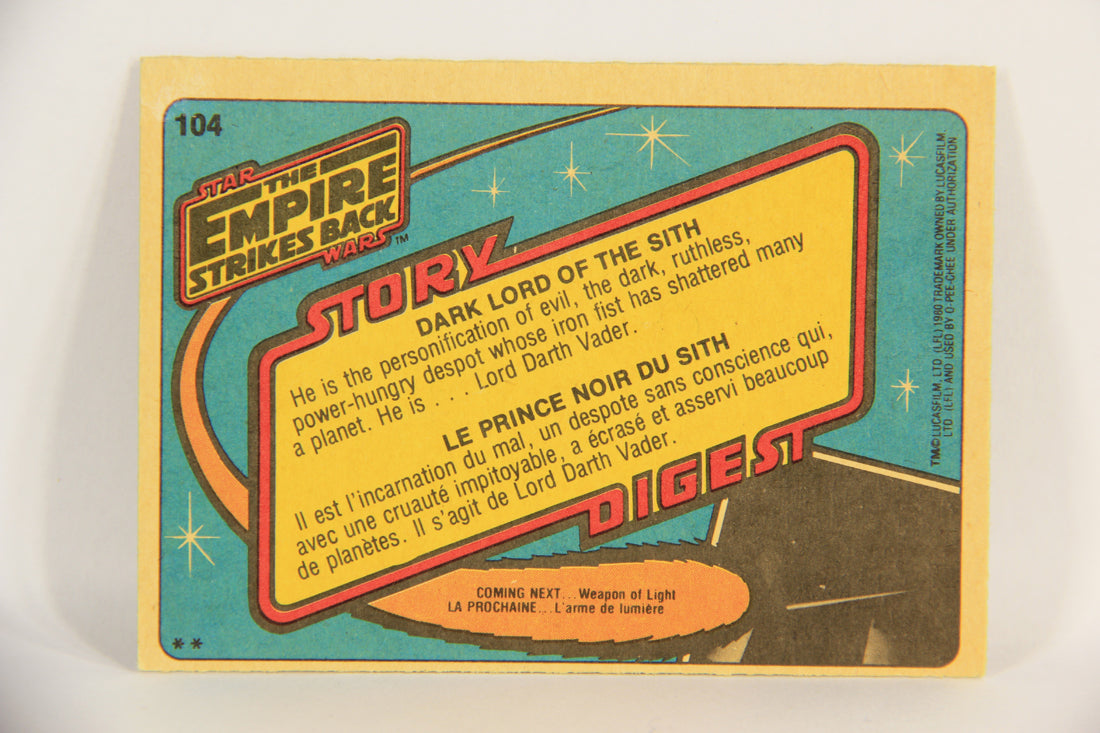 104
STAR
THE
EMPIRE
STRIKES BACK
WARS™
STORY
DARK LORD OF THE SITH
He is the personification of evil, the dark, ruthless,
power-hungry despot whose iron fist has shattered many
a planet. He is . . . Lord Darth Vader.
LE PRINCE NOIR DU SITH
Il est l'incarnation du mal, un despote sans conscience qui,
avec une cruauté impitoyable, a écrasé et asservi beaucoup
de planètes. Il s'agit de Lord Darth Vader.
DIGEST
COMING NEXT... Weapon of Light
LA PROCHAINE... L'arme de lumière
**
TM©LUCASFILM, LTD (LFL) 1980 TRADEMARK OWNED BY LUCASFILM,
LTD. (LFL) AND USED BY O-PEE-CHEE UNDER AUTHORIZATION